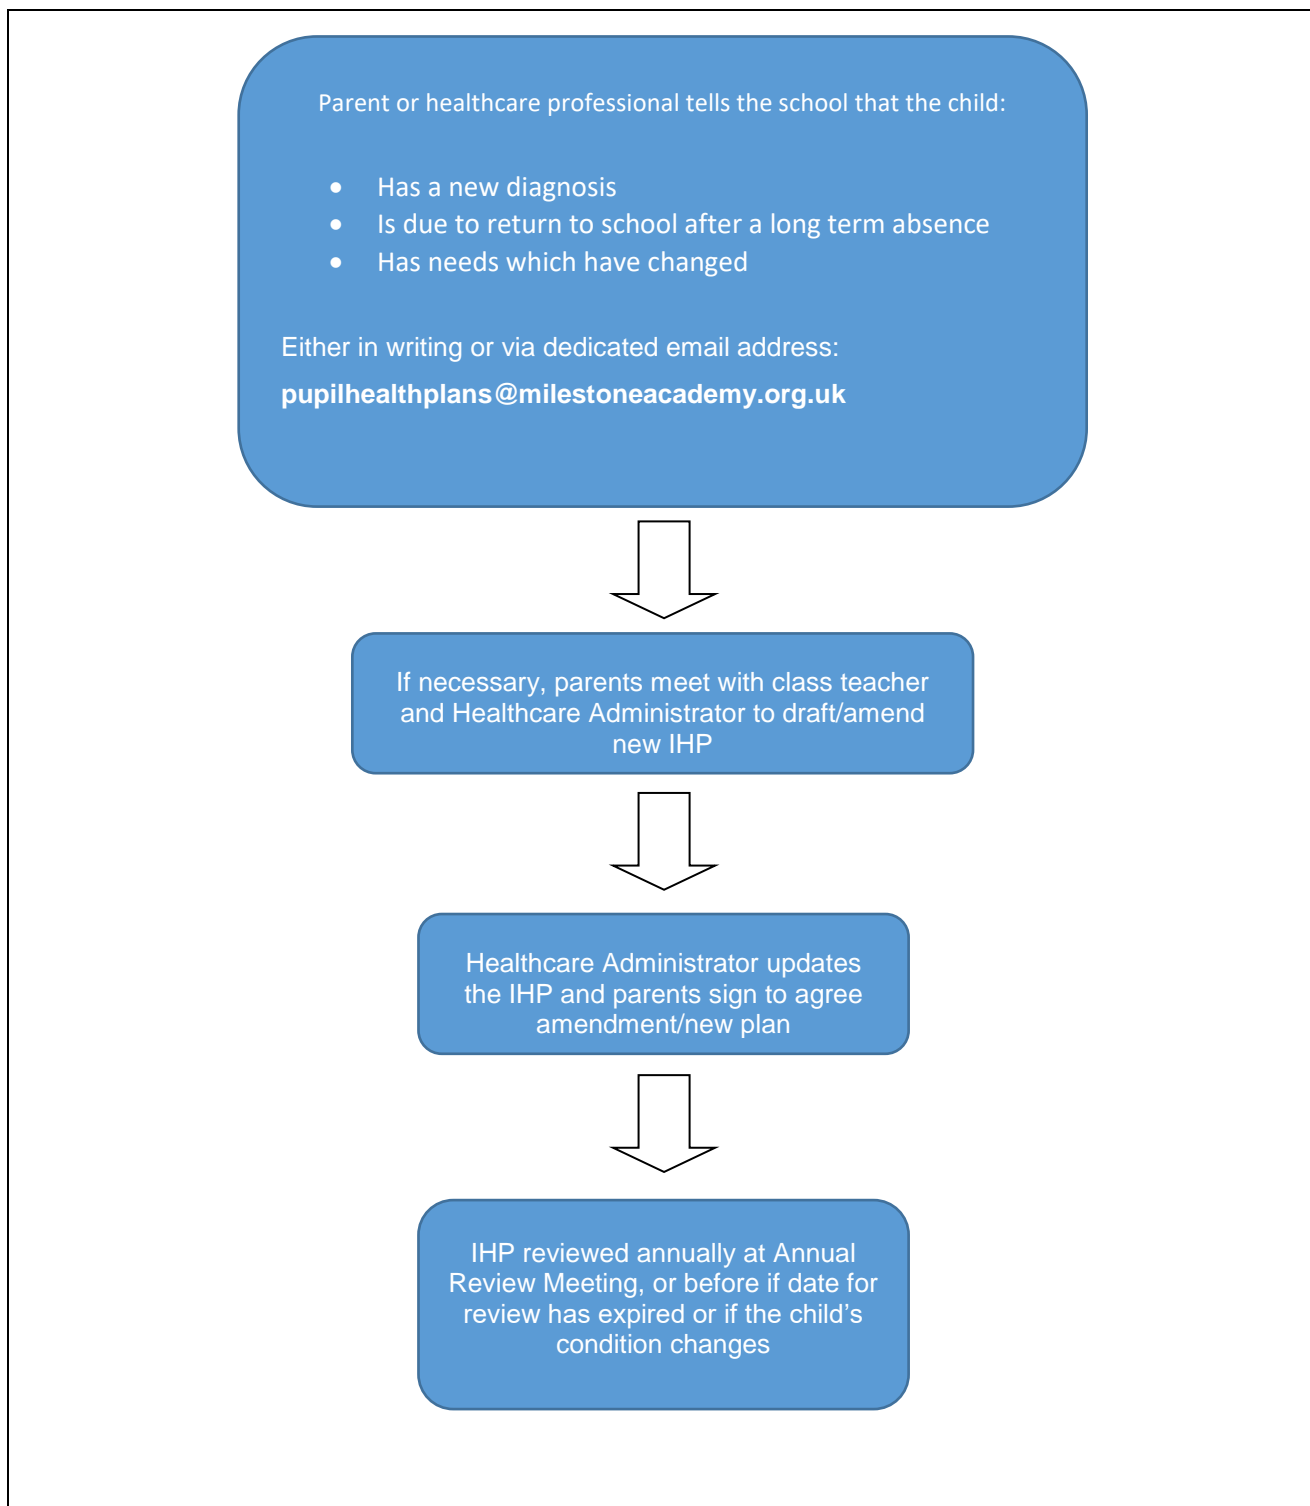 Parent or healthcare professional tells the school that the child:
• Has a new diagnosis
• Is due to return to school after a long term absence
• Has needs which have changed
Either in writing or via dedicated email address:
pupilhealthplans@milestoneacademy.org.uk
If necessary, parents meet with class teacher
and Healthcare Administrator to draft/amend
new IHP
Healthcare Administrator updates
the IHP and parents sign to agree
amendment/new plan
IHP reviewed annually at Annual
Review Meeting, or before if date for
review has expired or if the child’s
condition changes